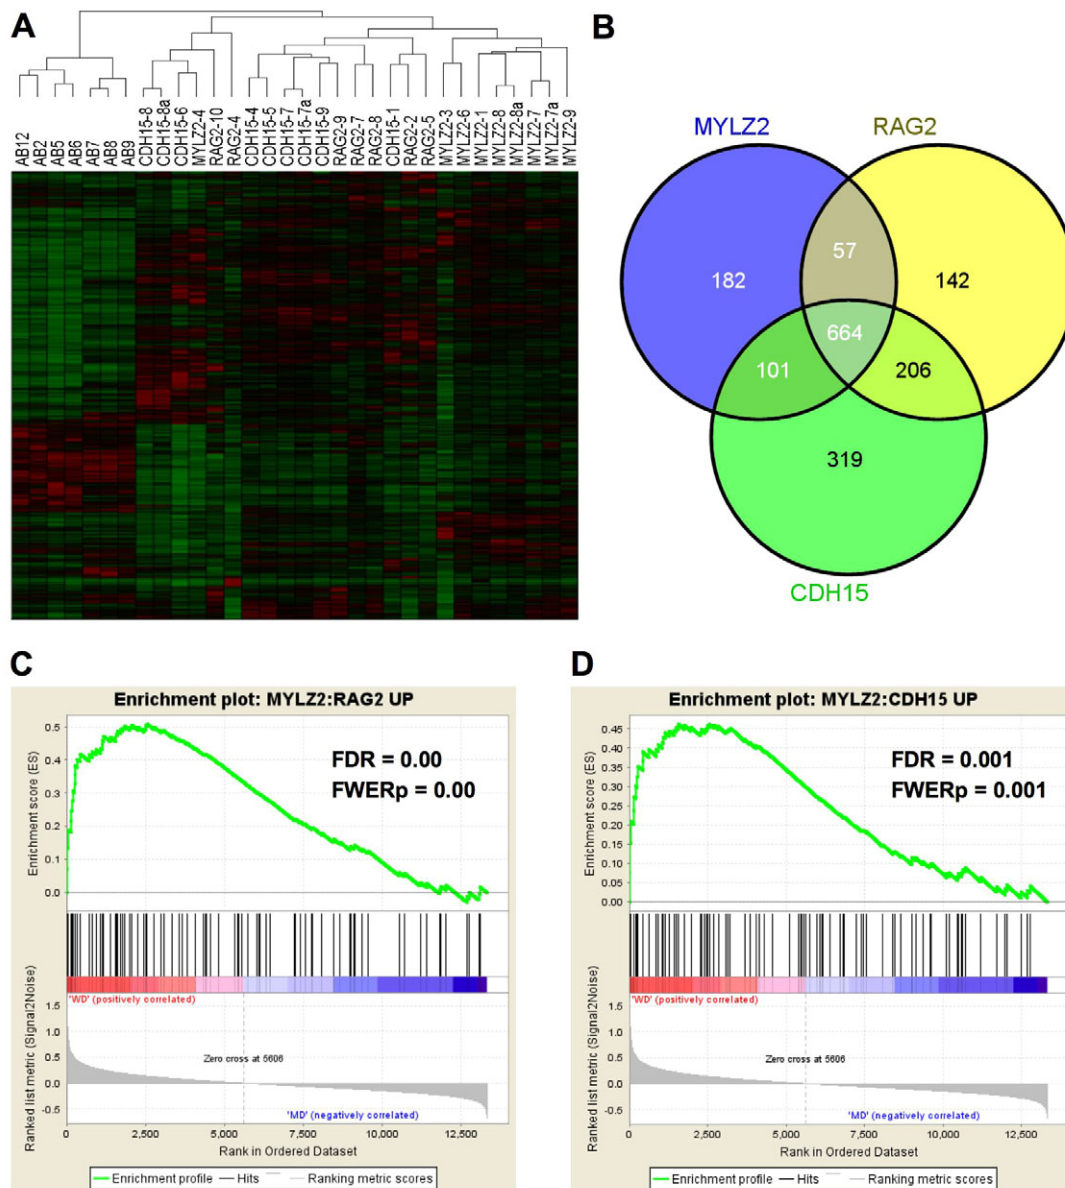 A
AB12
AB2
AB5
AB6
AB7
AB8
AB9
CDH15-8
CDH15-8a
CDH15-6
MYLZ2-4
RAG2-10
RAG2-4
CDH15-4
CDH15-5
CDH15-7
CDH15-7a
CDH15-9
RAG2-9
RAG2-7
RAG2-8
CDH15-1
RAG2-2
RAG2-5
MYLZ2-3
MYLZ2-6
MYLZ2-1
MYLZ2-8
MYLZ2-8a
MYLZ2-7
MYLZ2-7a
MYLZ2-9
B
MYLZ2 RAG2
57
182 142
664
101 206
319
CDH15
C
Enrichment plot: MYLZ2:RAG2 UP
FDR = 0.00
FWERp = 0.00
Enrichment score (ES)
0.5
0.4
0.3
0.2
0.1
0.0
'WD' (positively correlated)
Ranked list metric (Signal2Noise)
1.5
1.0
0.5
0.0
-0.5
Zero cross at 5606
'MD' (negatively correlated)
0 2,500 5,000 7,500 10,000 12,500
Rank in Ordered Dataset
Enrichment profile Hits Ranking metric scores
D
Enrichment plot: MYLZ2:CDH15 UP
FDR = 0.001
FWERp = 0.001
Enrichment score (ES)
0.45
0.40
0.35
0.30
0.25
0.20
0.15
0.10
0.05
0.00
'WD' (positively correlated)
Ranked list metric (Signal2Noise)
1.5
1.0
0.5
0.0
-0.5
Zero cross at 5606
'MD' (negatively correlated)
0 2,500 5,000 7,500 10,000 12,500
Rank in Ordered Dataset
Enrichment profile Hits Ranking metric scores